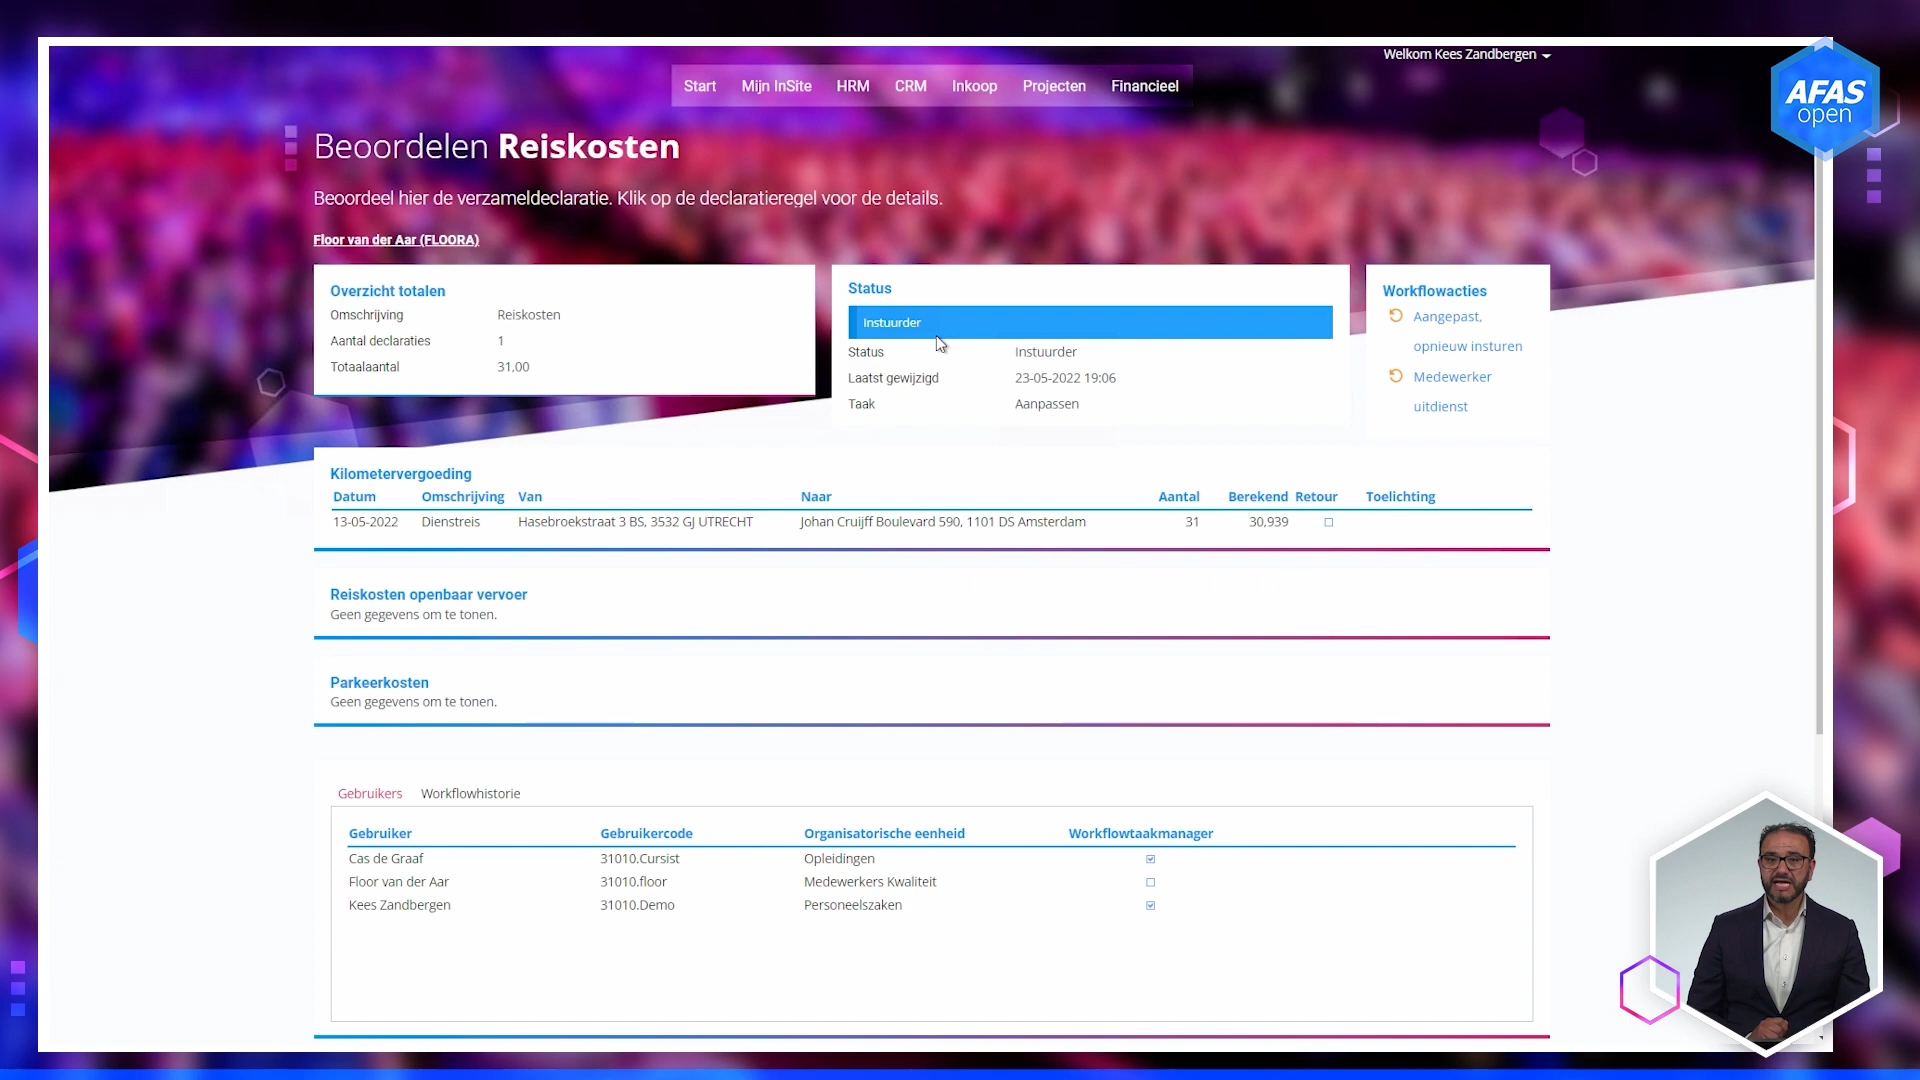 Welkom Kees Zandbergen
AFAS
open
Start Mijn InSite HRM CRM Inkoop Projecten Financieel
Beoordelen Reiskosten
Beoordeel hier de verzameldeclaratie. Klik op de declaratieregel voor de details.
Floor van der Aar (FLOORA)
Overzicht totalen
Omschrijving Reiskosten
Aantal declaraties 1
Totaalaantal 31,00
Status
Instuurder
Status Instuurder
Laatst gewijzigd 23-05-2022 19:06
Taak Aanpassen
Workflowacties
Aangepast,
opnieuw insturen
Medewerker
uitdienst
Kilometervergoeding
Datum Omschrijving Van Naar Aantal Berekend Retour Toelichting
13-05-2022 Dienstreis Hasebroekstraat 3 BS, 3532 GJ UTRECHT Johan Cruijff Boulevard 590, 1101 DS Amsterdam 31 30,939
Reiskosten openbaar vervoer
Geen gegevens om te tonen.
Parkeerkosten
Geen gegevens om te tonen.
Gebruikers Workflowhistorie
Gebruiker Gebruikercode Organisatorische eenheid Workflowtaakmanager
Cas de Graaf 31010.Cursist Opleidingen
Floor van der Aar 31010.floor Medewerkers Kwaliteit
Kees Zandbergen 31010.Demo Personeelszaken